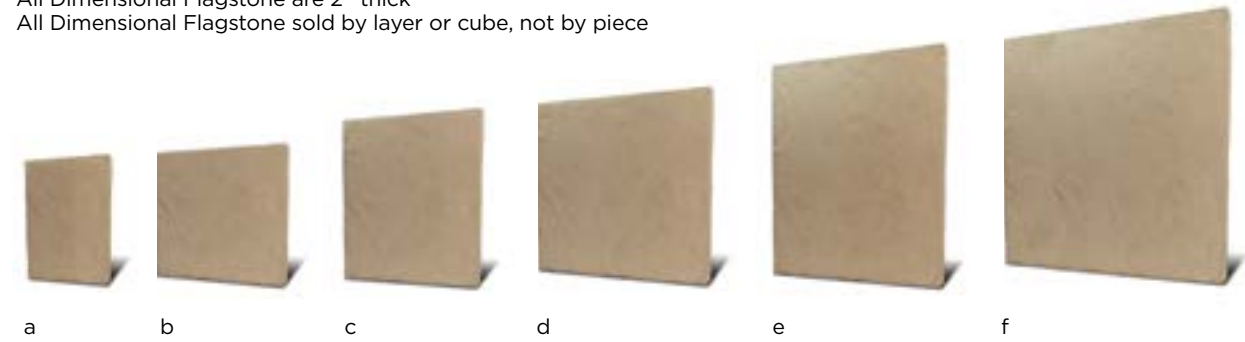 All Dimensional Flagstone are 2" thick
All Dimensional Flagstone sold by layer or cube, not by piece
a b c d e f